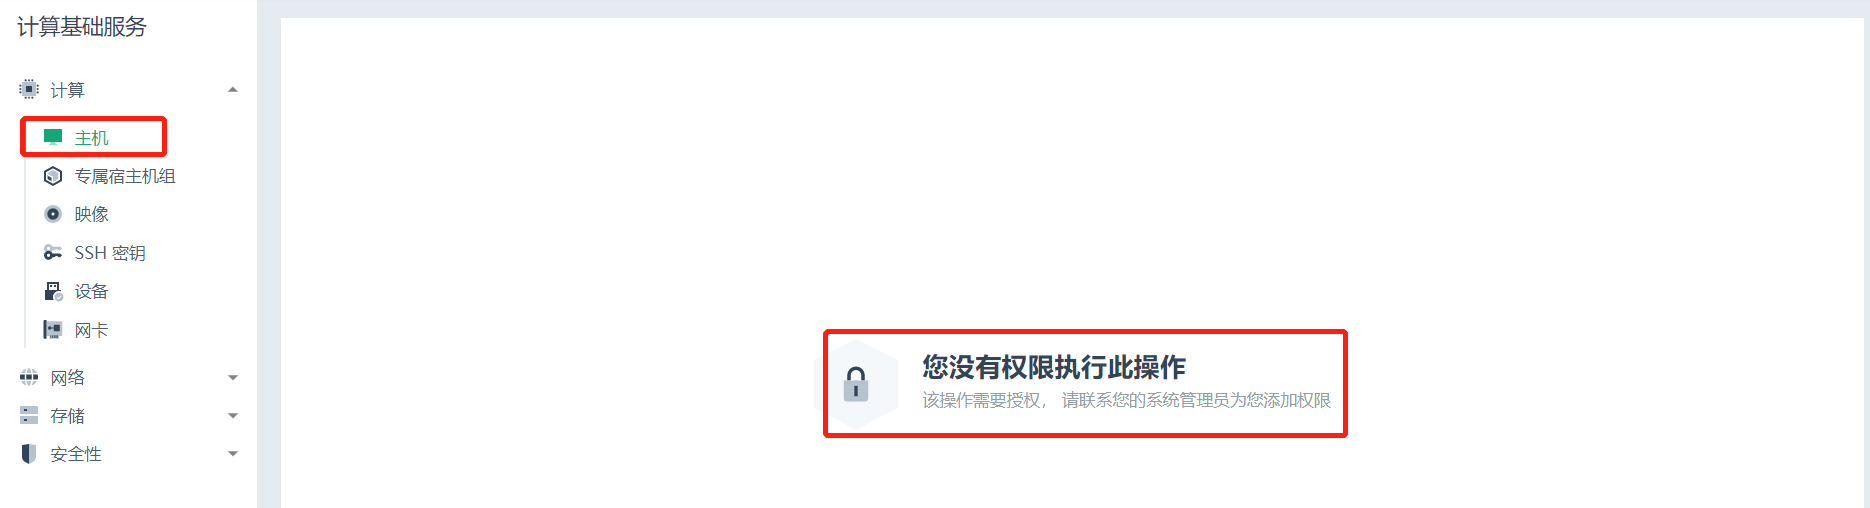 计算基础服务
计算
主机
专属宿主机组
映像
SSH 密钥
设备
网卡
网络
存储
安全性
您没有权限执行此操作
该操作需要授权， 请联系您的系统管理员为您添加权限